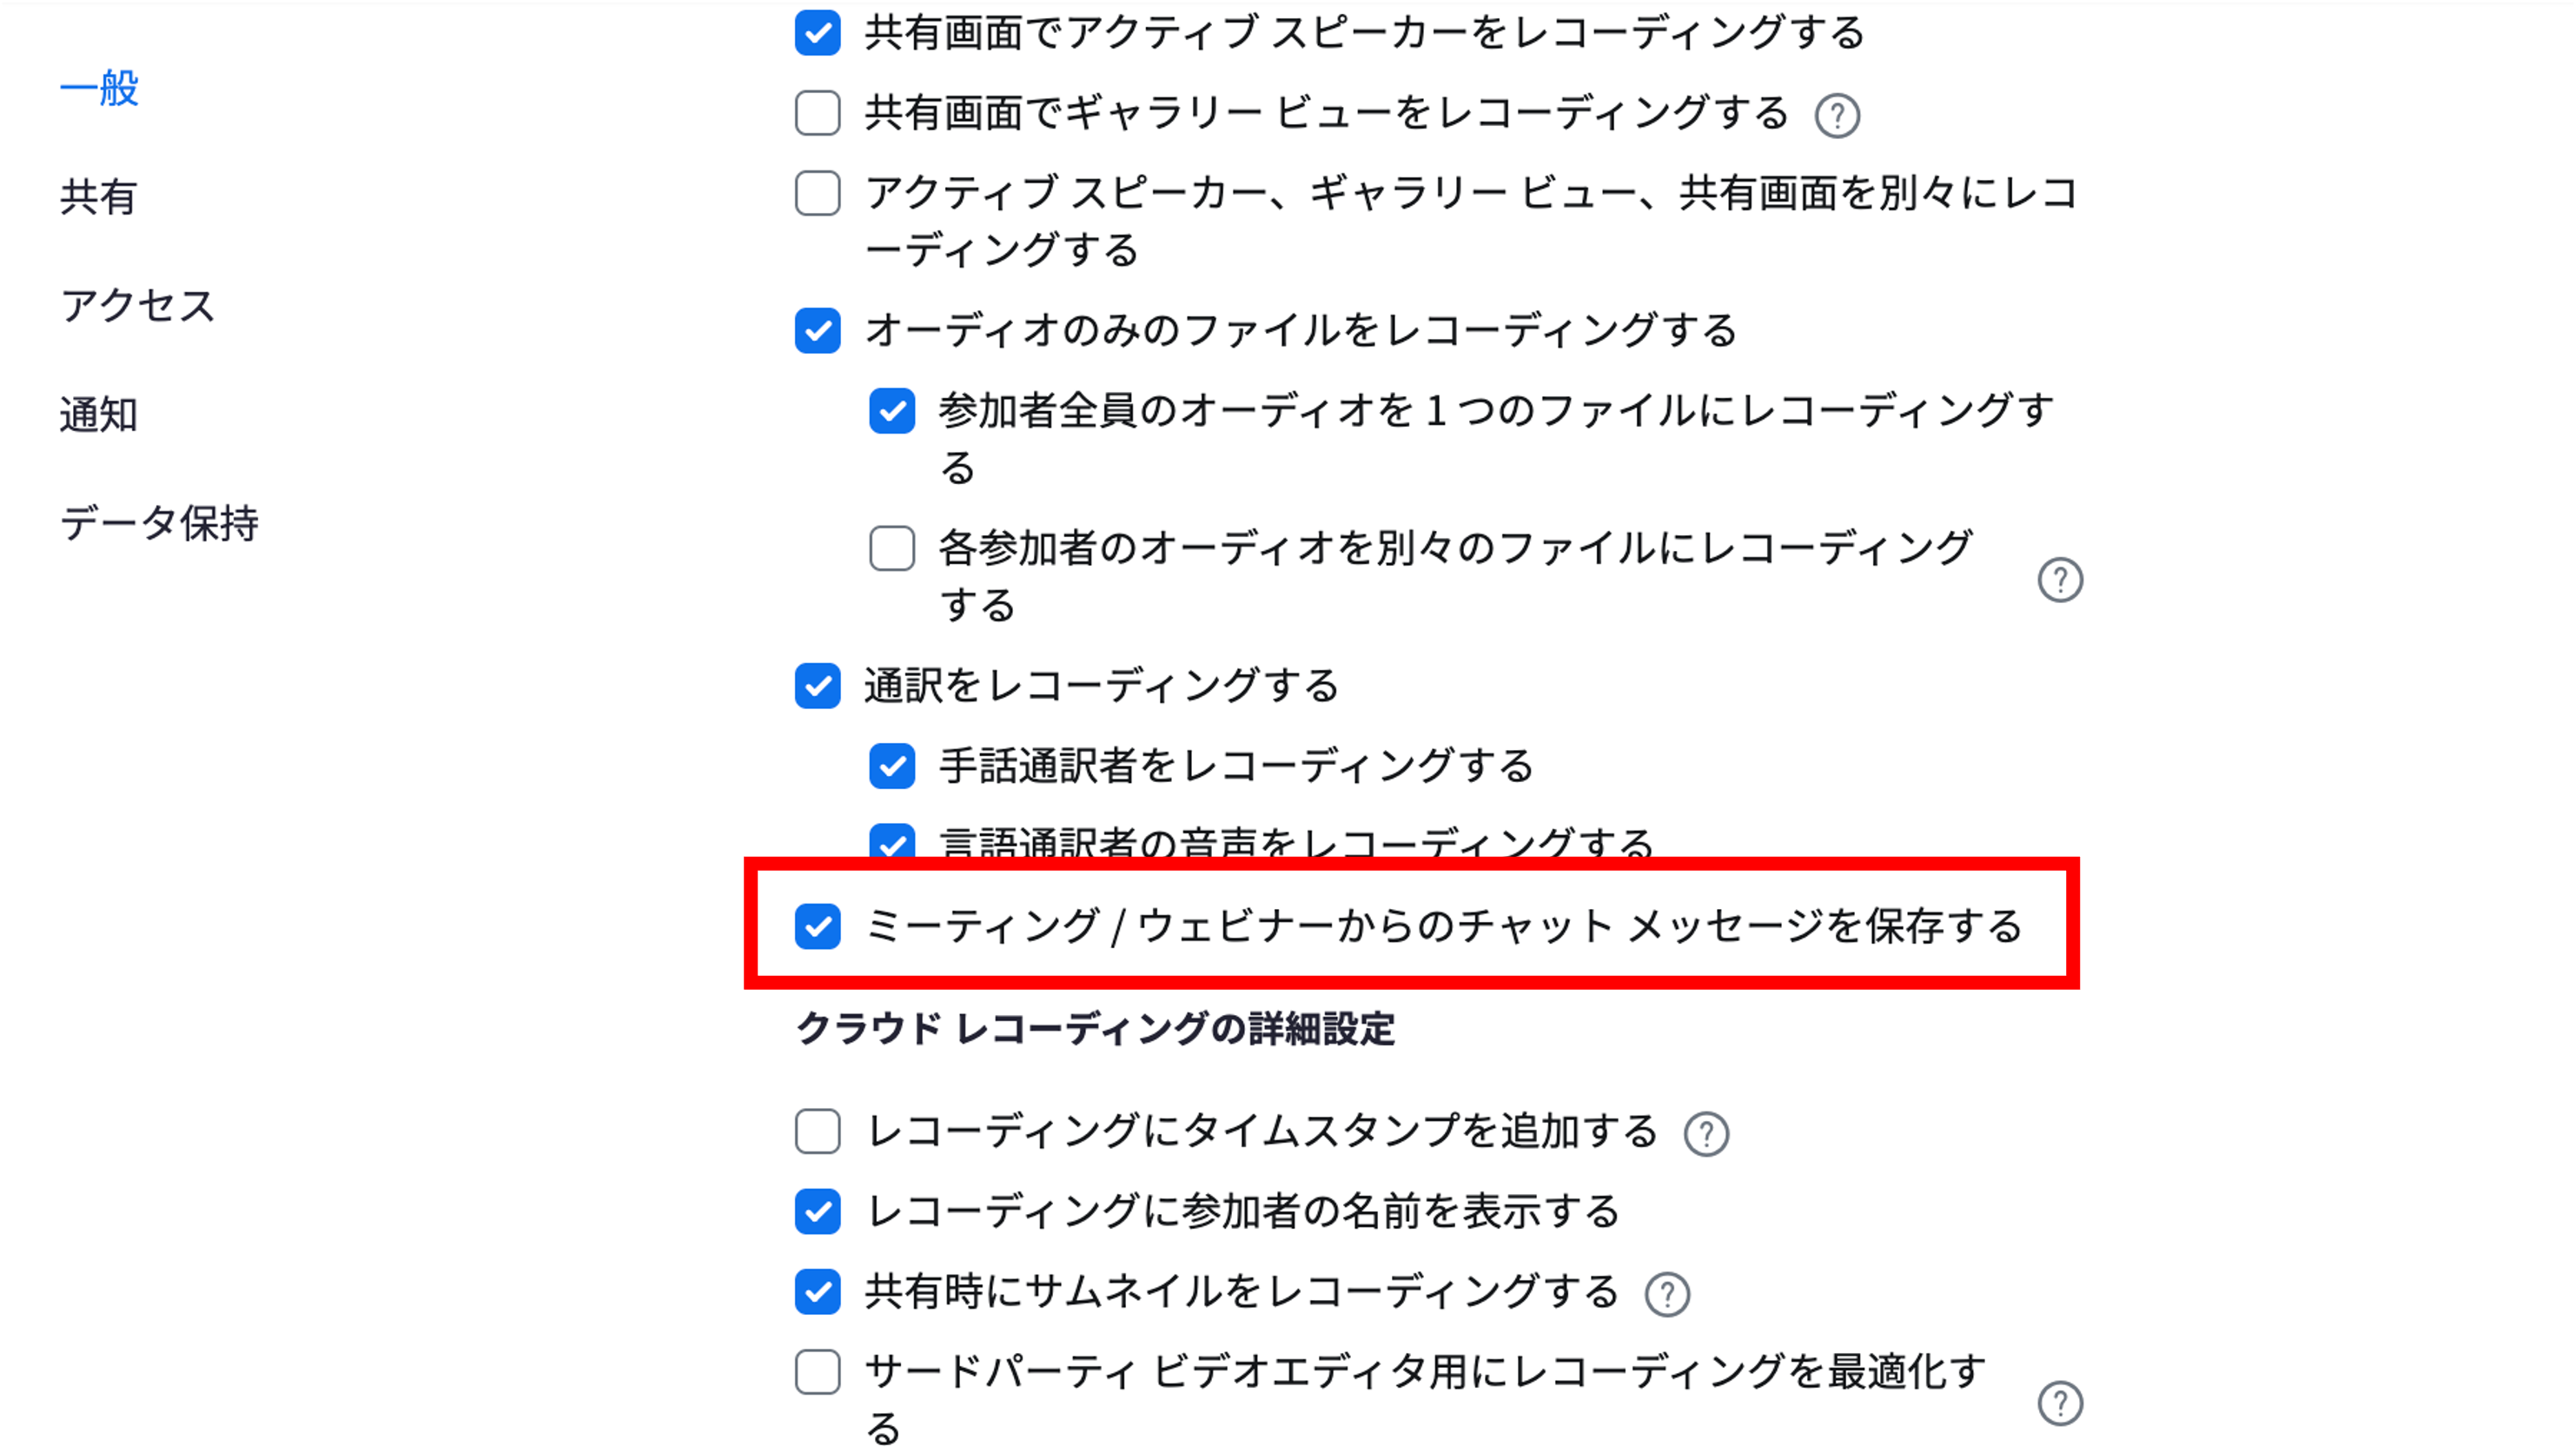 一般
共有
アクセス
通知
データ保持
共有画面でアクティブ スピーカーをレコーディングする
共有画面でギャラリー ビューをレコーディングする ?
アクティブ スピーカー、ギャラリー ビュー、共有画面を別々にレコ
ーディングする
オーディオのみのファイルをレコーディングする
参加者全員のオーディオを 1 つのファイルにレコーディングす
る
各参加者のオーディオを別々のファイルにレコーディング
する ?
通訳をレコーディングする
手話通訳者をレコーディングする
言語通訳者の音声をレコーディングする
ミーティング / ウェビナーからのチャット メッセージを保存する
クラウド レコーディングの詳細設定
レコーディングにタイムスタンプを追加する ?
レコーディングに参加者の名前を表示する
共有時にサムネイルをレコーディングする ?
サードパーティ ビデオエディタ用にレコーディングを最適化す
る ?